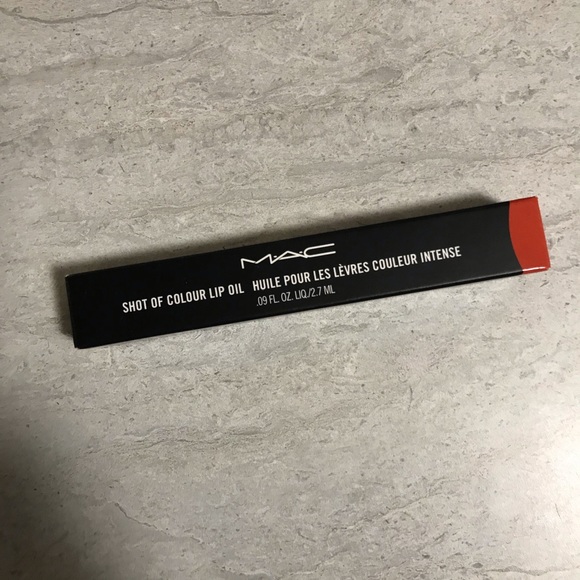 M·A·C
SHOT OF COLOUR LIP OIL HUILE POUR LES LÈVRES COULEUR INTENSE
.09 FL. OZ. LIQ./2.7 ML